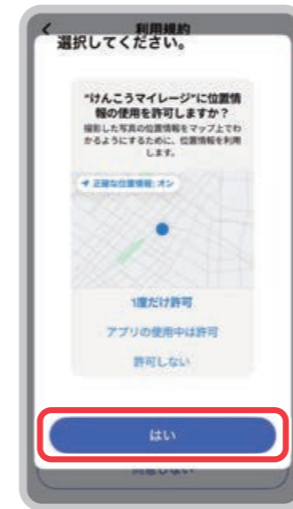 利用規約
選択してください。
“けんこうマイレージ”に位置情
報の使用を許可しますか？
撮影した写真の位置情報をマップ上でわ
かるようにするために、位置情報を利用
します。
正確な位置情報: オン
1度だけ許可
アプリの使用中は許可
許可しない
はい
同意しない